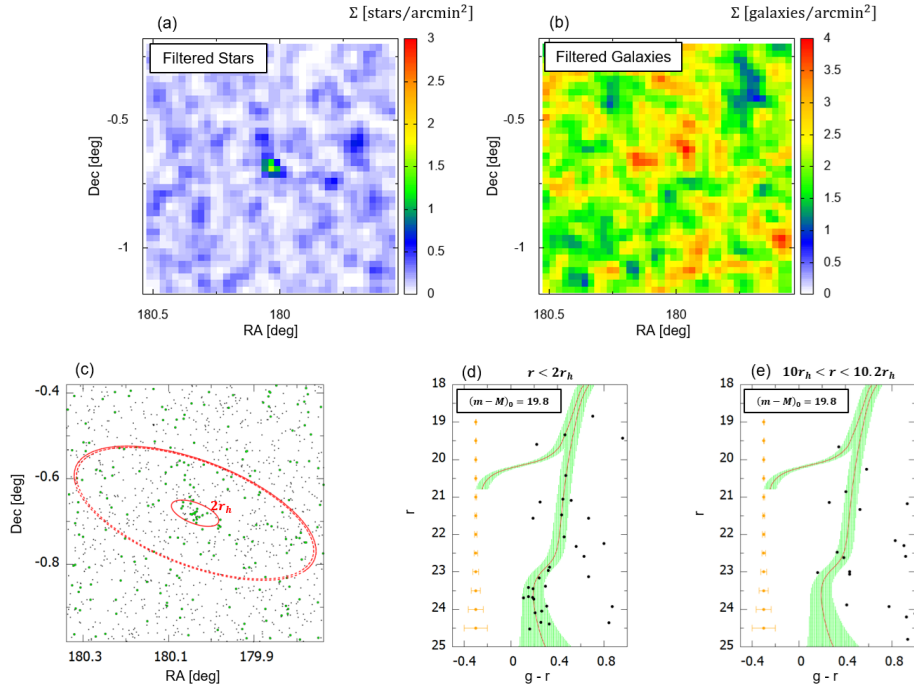 (a)
Σ [stars/arcmin²]
Filtered Stars
3
2.5
2
1.5
1
0.5
0
-0.5
-1
Dec [deg]
180.5
180
RA [deg]
(b)
Σ [galaxies/arcmin²]
Filtered Galaxies
4
3.5
3
2.5
2
1.5
1
0.5
0
-0.5
-1
Dec [deg]
180.5
180
RA [deg]
(c)
2r_h
-0.4
-0.6
-0.8
Dec [deg]
180.3
180.1
179.9
RA [deg]
(d)
r < 2r_h
(m − M)₀ = 19.8
18
19
20
21
22
23
24
25
r
-0.4
0
0.4
0.8
g - r
(e)
10r_h < r < 10.2r_h
(m − M)₀ = 19.8
18
19
20
21
22
23
24
25
r
-0.4
0
0.4
0.8
g - r